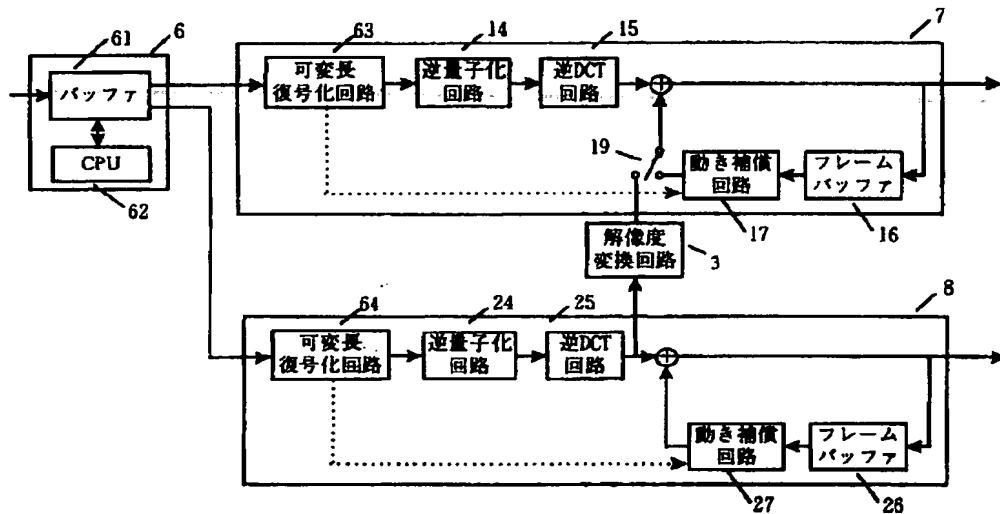 61
6
バッファ
CPU
62
63
14
15
7
可変長
復号化回路
逆量子化
回路
逆DCT
回路
19
動き補償
回路
フレーム
バッファ
17
16
解像度
変換回路
3
64
24
25
8
可変長
復号化回路
逆量子化
回路
逆DCT
回路
動き補償
回路
フレーム
バッファ
27
26